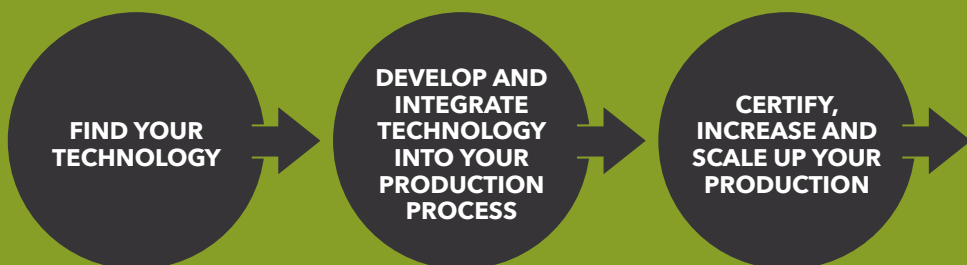 FIND YOUR
TECHNOLOGY
DEVELOP AND
INTEGRATE
TECHNOLOGY
INTO YOUR
PRODUCTION
PROCESS
CERTIFY,
INCREASE AND
SCALE UP YOUR
PRODUCTION